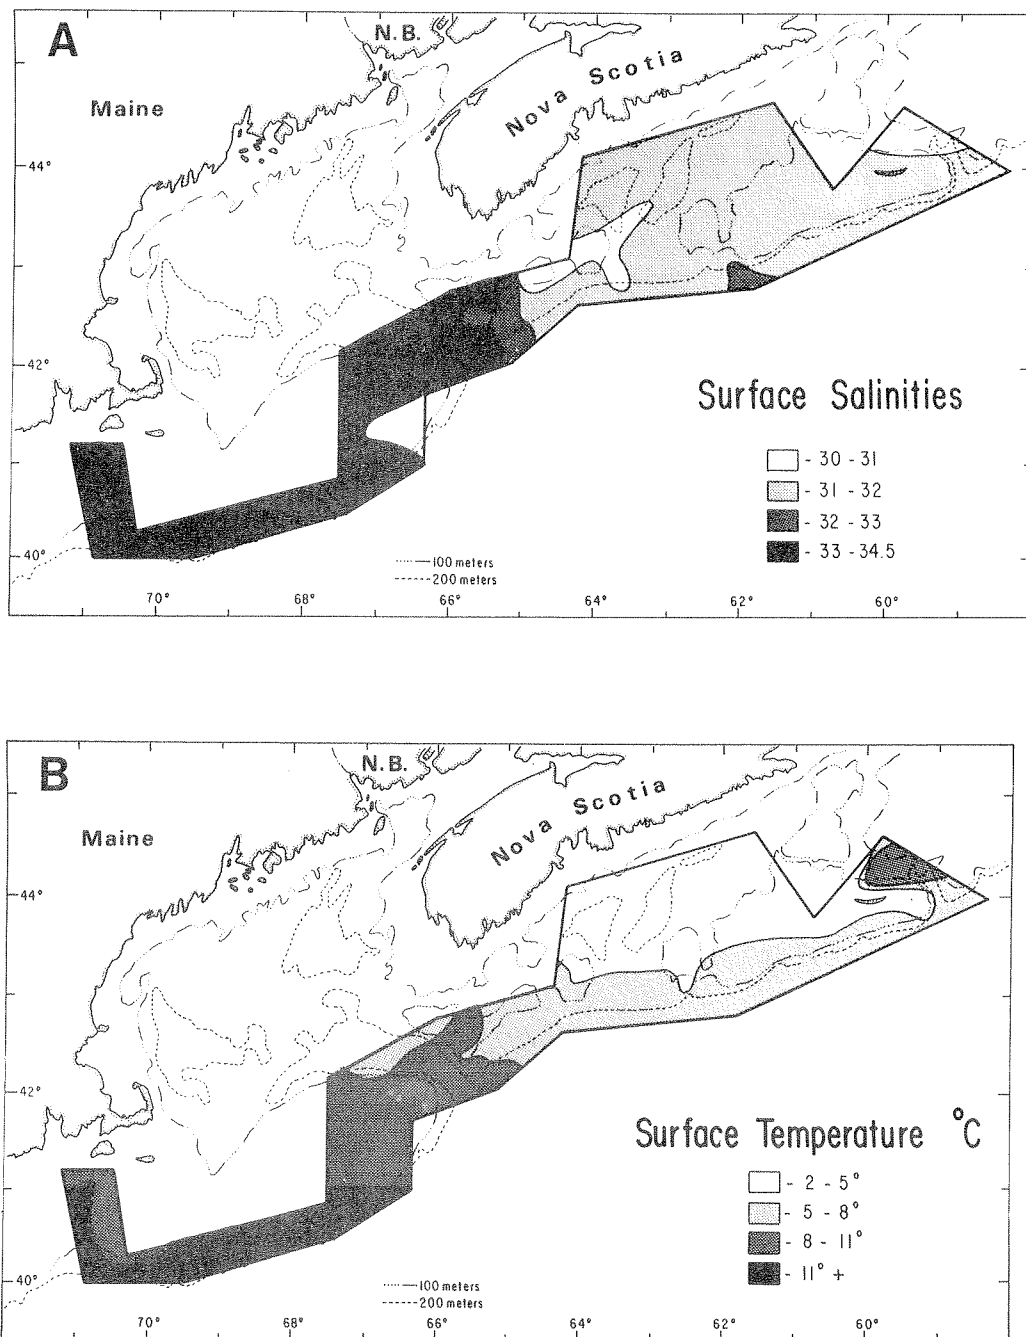 A
N.B.
Maine
Nova Scotia
44°
42°
40°
Surface Salinities
- 30 - 31
- 31 - 32
- 32 - 33
- 33 - 34.5
100 meters
200 meters
70° 68° 66° 64° 62° 60°
B
N.B.
Maine
Nova Scotia
44°
42°
40°
Surface Temperature °C
- 2 - 5°
- 5 - 8°
- 8 - 11°
- 11° +
100 meters
200 meters
70° 68° 66° 64° 62° 60°